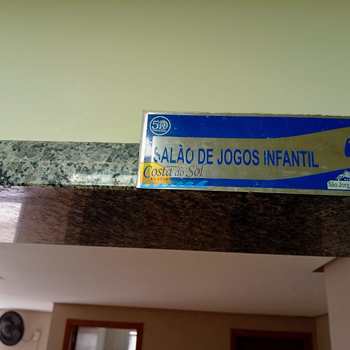 SALÃO DE JOGOS INFANTIL
Costa do Sol